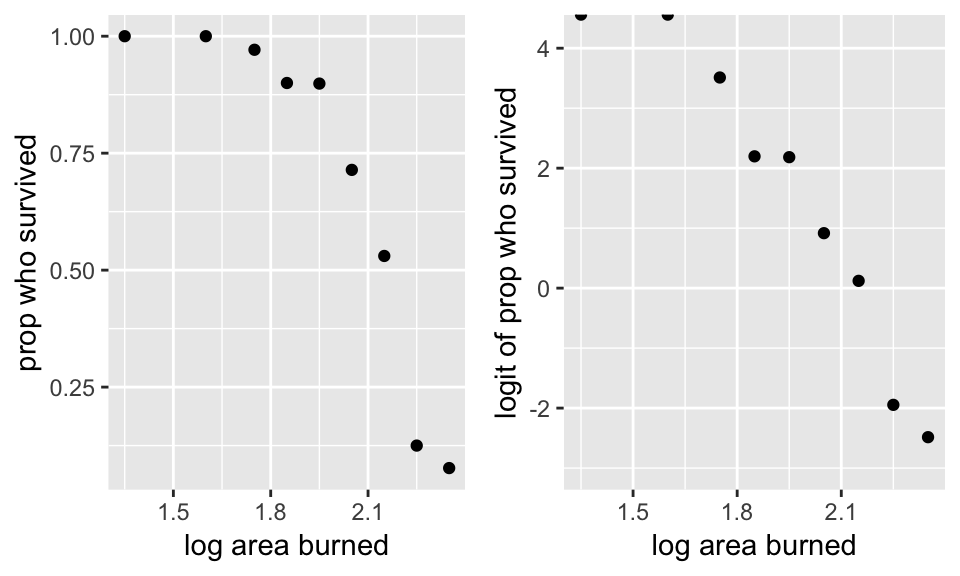 prop who survived
1.00
0.75
0.50
0.25
1.5 1.8 2.1
log area burned
logit of prop who survived
4
2
0
-2
1.5 1.8 2.1
log area burned